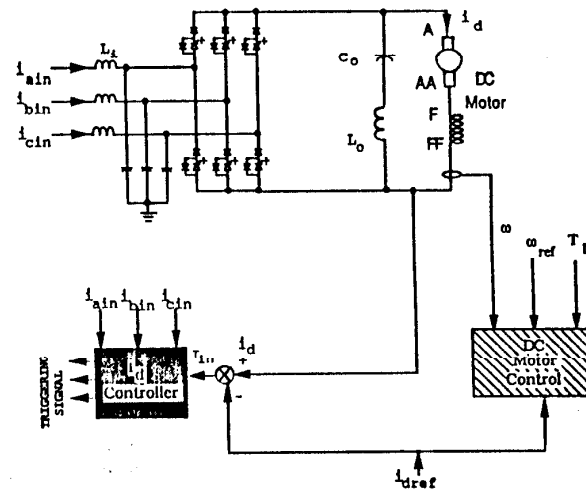 i_d
A
L_i
i_ain
C_o
AA
DC
Motor
i_bin
F
i_cin
L_o
FF
ω
ω_ref
i_ain
i_bin
i_cin
i_d
+
-
DC
Motor
Control
I_d
Controller
TRIGGERING
SIGNAL
i_dref